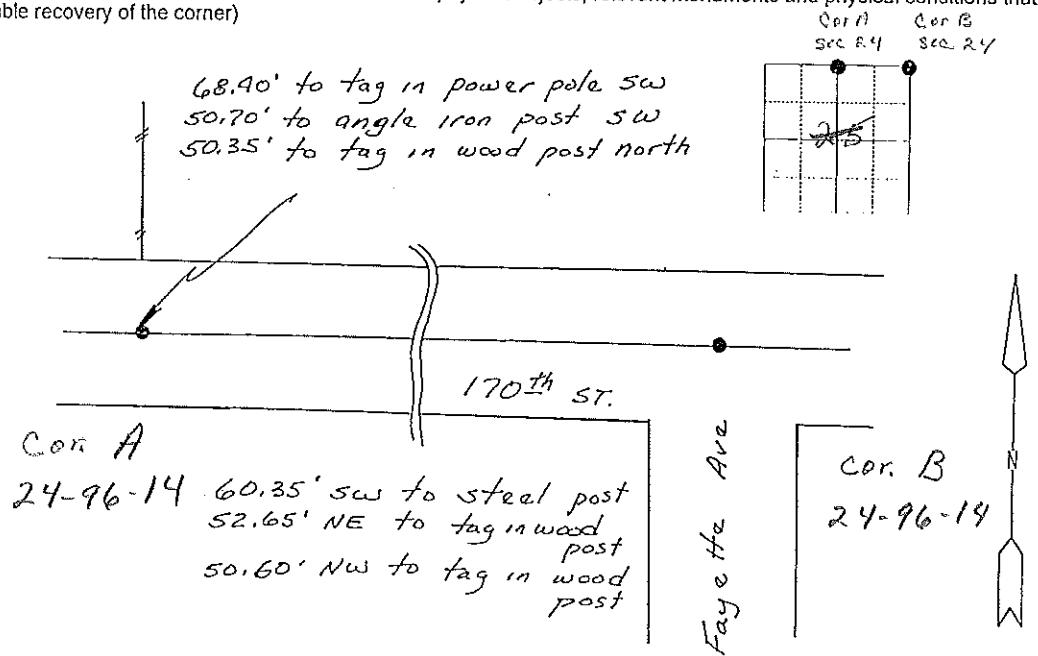 ble recovery of the corner)
Cor A Cor B
Sec 24 Sec 24
25
68.90' to tag in power pole SW
50.70' to angle iron post SW
50.35' to tag in wood post north
170th ST.
Cor. A
24-96-14
60.35' SW to steel post
52.65' NE to tag in wood
post
50.60' NW to tag in wood
post
Fayette Ave
Cor. B
24-96-14
N